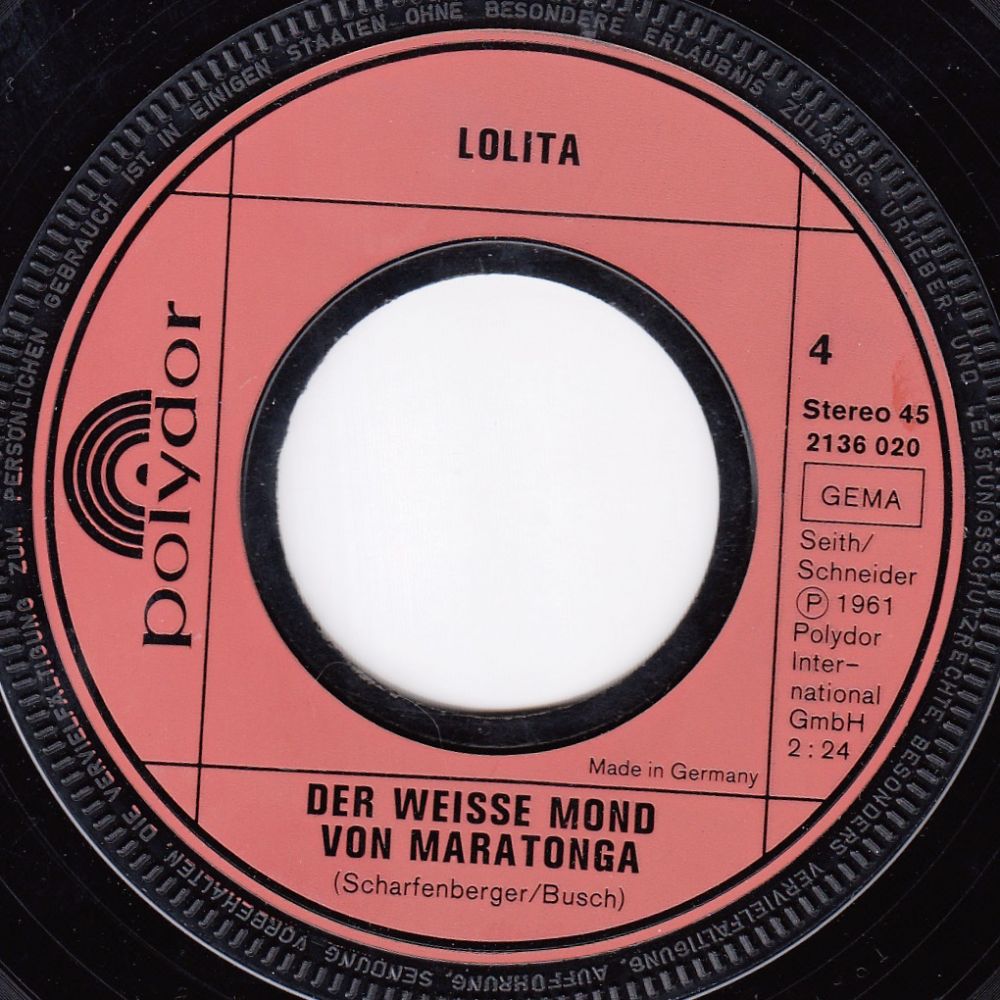 LOLITA
polydor
4
Stereo 45
2136 020
GEMA
Seith/
Schneider
Ⓟ 1961
Polydor
Inter-
national
GmbH
2:24
Made in Germany
DER WEISSE MOND
VON MARATONGA
(Scharfenberger/Busch)
URHEBER- UND LEISTUNGSSCHUTZRECHTE, BESONDERS VERVIELFÄLTIGUNG, AUFFÜHRUNG, SENDUNG VORBEHALTEN. DIE VERVIELFÄLTIGUNG ZUM PERSÖNLICHEN GEBRAUCH IST IN EINIGEN STAATEN OHNE BESONDERE ERLAUBNIS ZULÄSSIG.